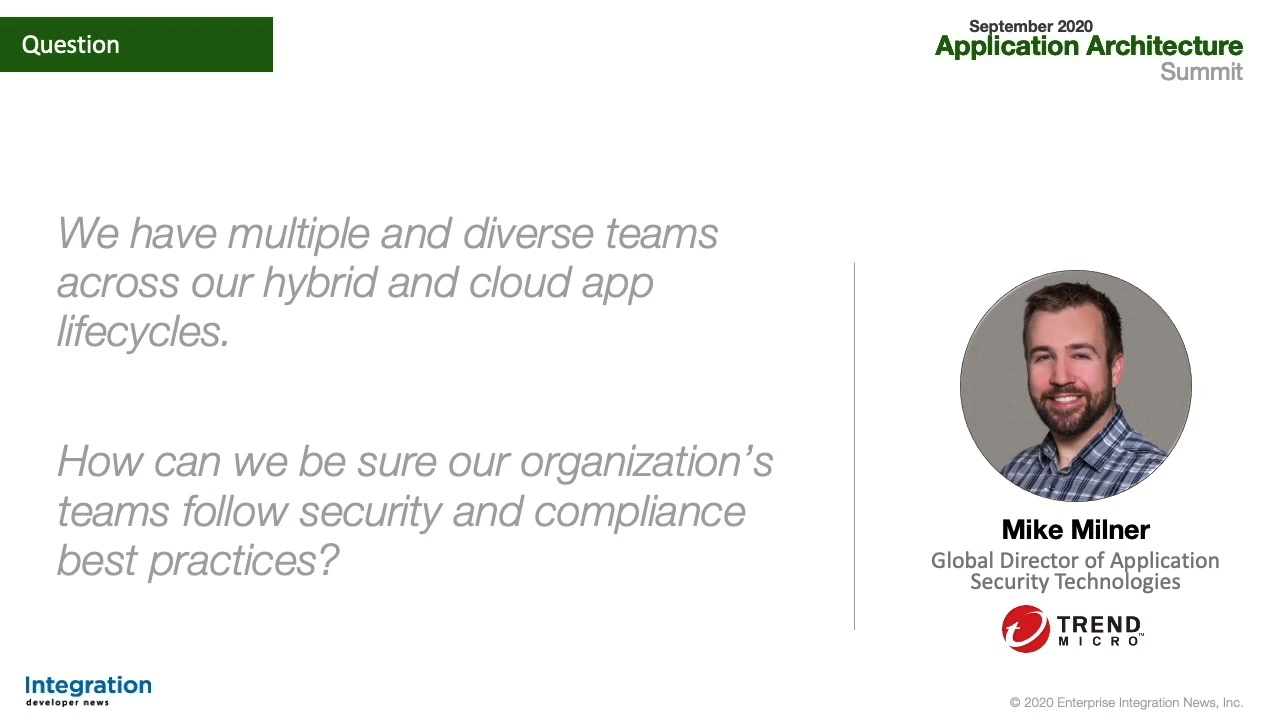 Question
September 2020
Application Architecture
Summit
We have multiple and diverse teams
across our hybrid and cloud app
lifecycles.
How can we be sure our organization’s
teams follow security and compliance
best practices?
Mike Milner
Global Director of Application
Security Technologies
TREND
MICRO™
Integration
developer news
© 2020 Enterprise Integration News, Inc.